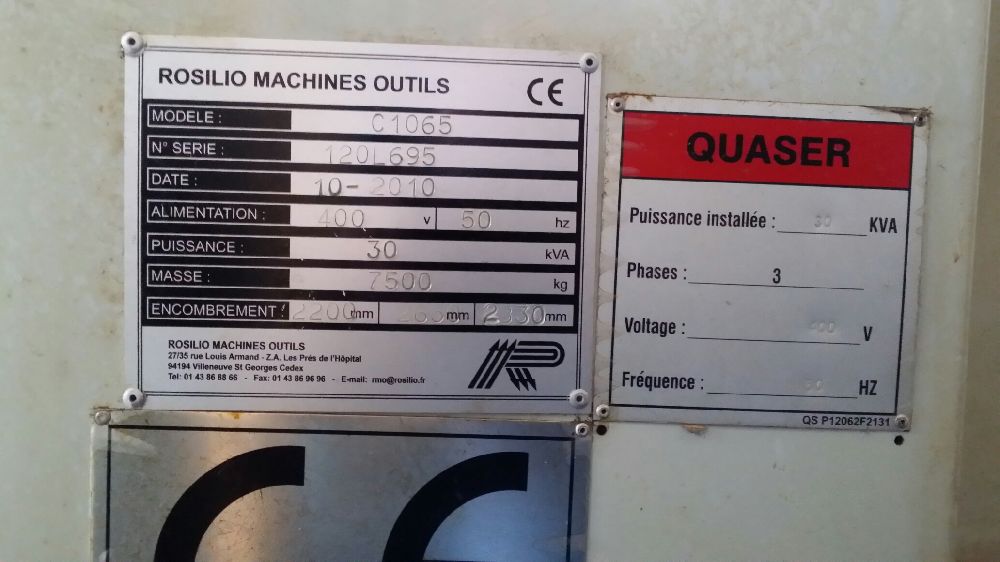 ROSILIO MACHINES OUTILS CE
MODELE : C1065
N° SERIE : 120L695
DATE : 10-2010
ALIMENTATION : 400 v 50 hz
PUISSANCE : 30 kVA
MASSE : 7500 kg
ENCOMBREMENT : 2200 mm mm 2330 mm
ROSILIO MACHINES OUTILS
27/35 rue Louis Armand - Z.A. Les Prés de l'Hôpital
94194 Villeneuve St Georges Cedex
Tel: 01 43 86 88 66 - Fax: 01 43 86 96 96 - E-mail: rmo@rosilio.fr
QUASER
Puissance installée : 30 KVA
Phases : 3
Voltage : 400 V
Fréquence : 50 HZ
QS P12062F2131
CE